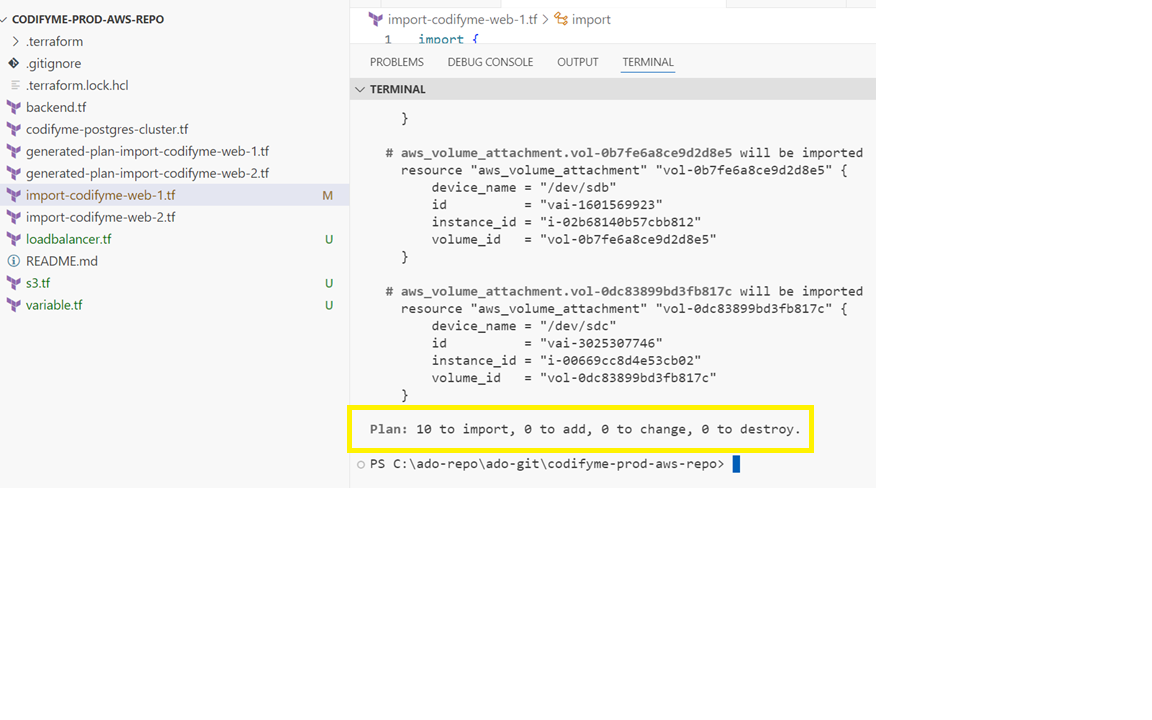 CODIFYME-PROD-AWS-REPO
.terraform
.gitignore
.terraform.lock.hcl
backend.tf
codifyme-postgres-cluster.tf
generated-plan-import-codifyme-web-1.tf
generated-plan-import-codifyme-web-2.tf
import-codifyme-web-1.tf M
import-codifyme-web-2.tf
loadbalancer.tf U
README.md
s3.tf U
variable.tf U
import-codifyme-web-1.tf > import
1 import {
PROBLEMS DEBUG CONSOLE OUTPUT TERMINAL
TERMINAL
}
# aws_volume_attachment.vol-0b7fe6a8ce9d2d8e5 will be imported
resource "aws_volume_attachment" "vol-0b7fe6a8ce9d2d8e5" {
device_name = "/dev/sdb"
id = "vai-1601569923"
instance_id = "i-02b68140b57cbb812"
volume_id = "vol-0b7fe6a8ce9d2d8e5"
}
# aws_volume_attachment.vol-0dc83899bd3fb817c will be imported
resource "aws_volume_attachment" "vol-0dc83899bd3fb817c" {
device_name = "/dev/sdc"
id = "vai-3025307746"
instance_id = "i-00669cc8d4e53cb02"
volume_id = "vol-0dc83899bd3fb817c"
}
Plan: 10 to import, 0 to add, 0 to change, 0 to destroy.
PS C:\ado-repo\ado-git\codifyme-prod-aws-repo>